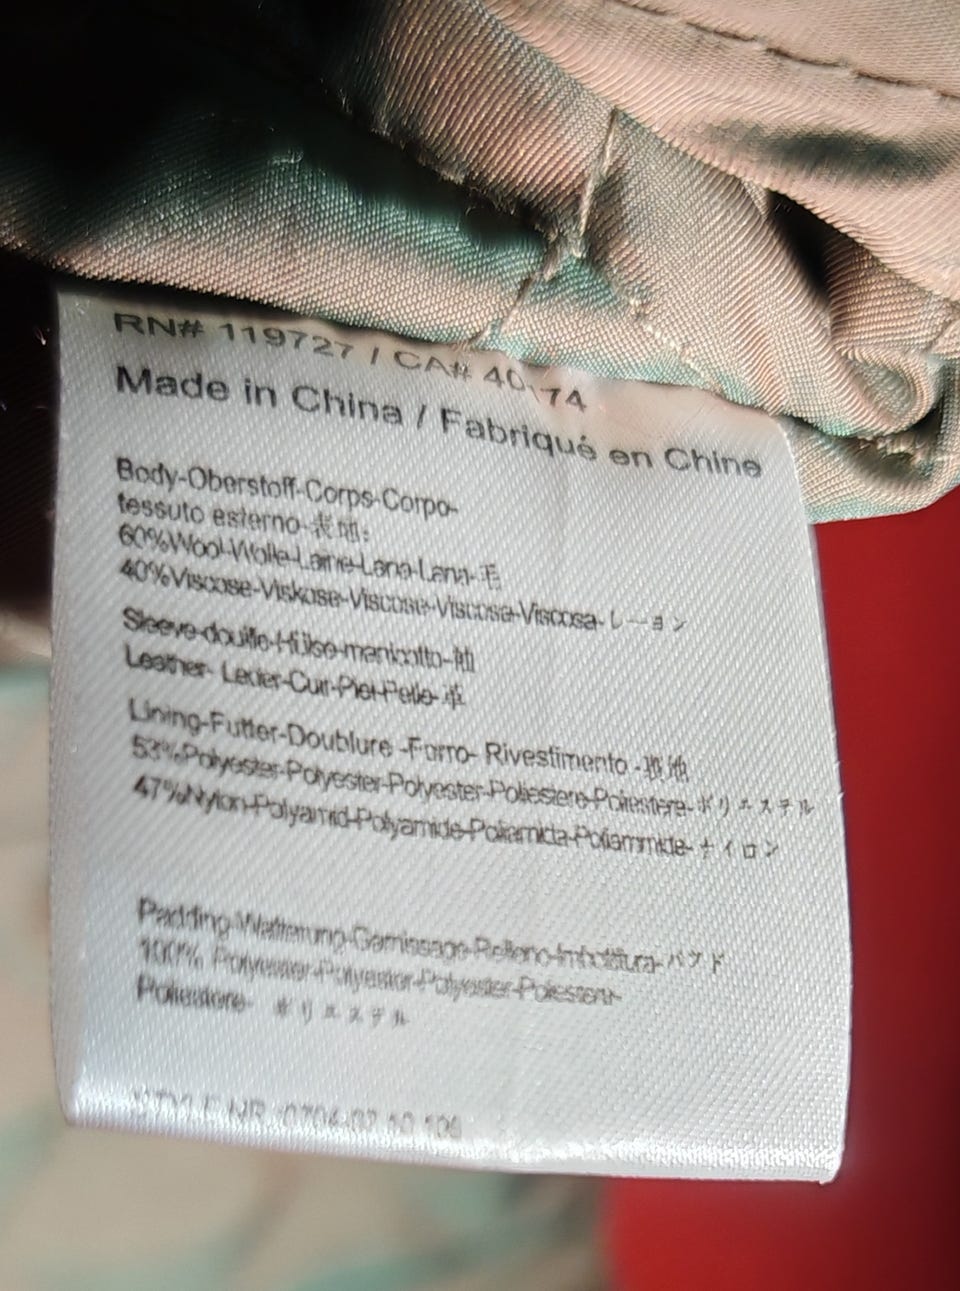 RN# 119727 / CA# 40174
Made in China / Fabriqué en Chine
Body-Oberstoff-Corps-Corpo-
tessuto esterno-表地:
60%Wool-Wolle-Laine-Lana-Lana-毛
40%Viscose-Viskose-Viscose-Viscosa-Viscosa-レーヨン
Sleeve-douille-Hülse-manicotto-袖
Leather- Leder-Cuir-Piel-Pelle-革
Lining-Futter-Doublure -Forro- Rivestimento -裏地
53%Polyester-Polyester-Polyester-Poliestere-Poliestere-ポリエステル
47%Nylon-Polyamid-Polyamide-Poliamida-Poliammide-ナイロン
Padding-Watterung-Garnissage-Relleno-Imbottitura-パフド
100% Polyester-Polyester-Polyester-Poliestere-
Poliestere- ポリエステル
STYLE NR.